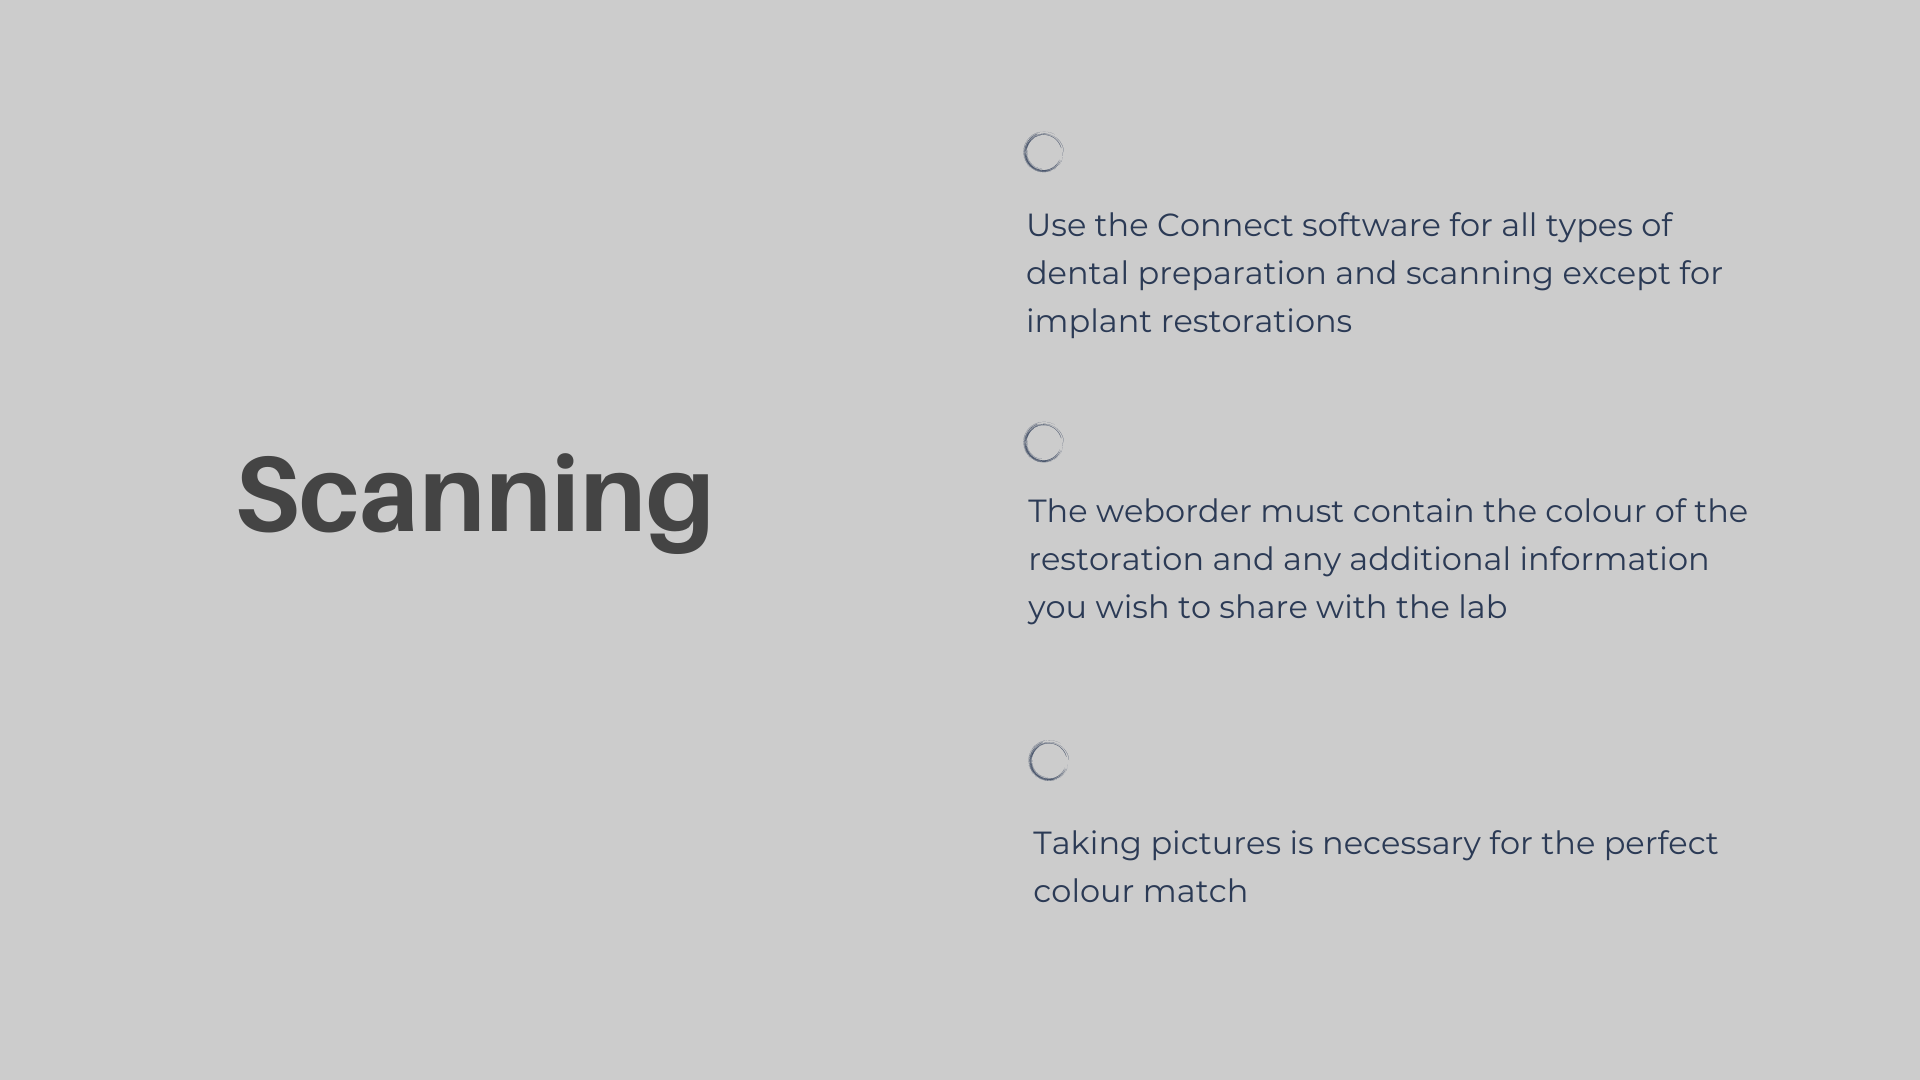 Scanning
Use the Connect software for all types of
dental preparation and scanning except for
implant restorations
The weborder must contain the colour of the
restoration and any additional information
you wish to share with the lab
Taking pictures is necessary for the perfect
colour match